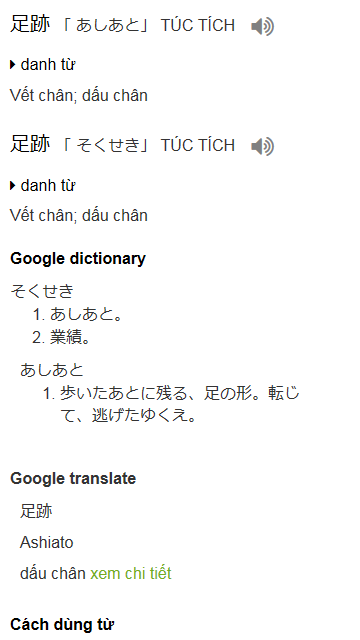 足跡 「 あしあと」 TÚC TÍCH
danh từ
Vết chân; dấu chân
足跡 「 そくせき」 TÚC TÍCH
danh từ
Vết chân; dấu chân
Google dictionary
そくせき
1. あしあと。
2. 業績。
あしあと
1. 歩いたあとに残る、足の形。転じ
て、逃げたゆくえ。
Google translate
足跡
Ashiato
dấu chân xem chi tiết
Cách dùng từ